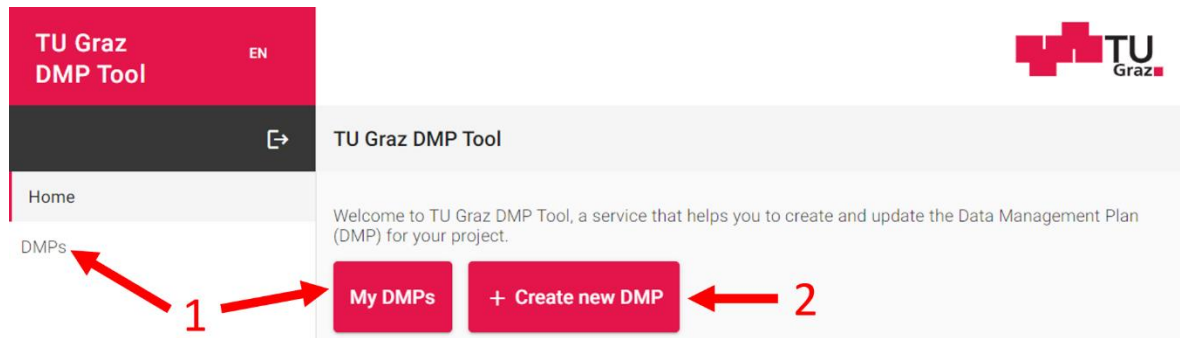 TU Graz
DMP Tool
EN
TU
Graz
TU Graz DMP Tool
Home
DMPs
Welcome to TU Graz DMP Tool, a service that helps you to create and update the Data Management Plan
(DMP) for your project.
My DMPs
+ Create new DMP
1
2